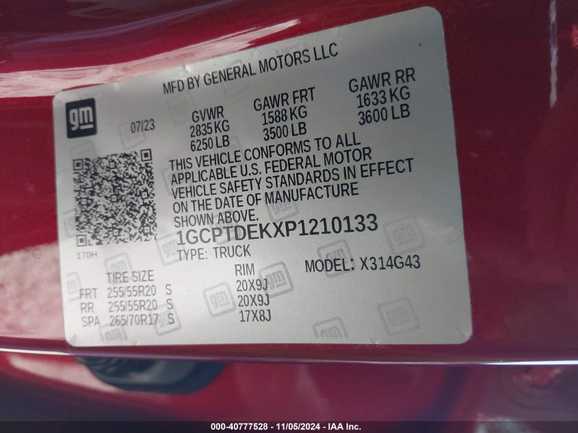 MFD BY GENERAL MOTORS LLC
gm
07/23
GVWR GAWR FRT GAWR RR
2835 KG 1588 KG 1633 KG
6250 LB 3500 LB 3600 LB
THIS VEHICLE CONFORMS TO ALL
APPLICABLE U.S. FEDERAL MOTOR
VEHICLE SAFETY STANDARDS IN EFFECT
ON THE DATE OF MANUFACTURE
SHOWN ABOVE.
1GCPTDEKXP1210133
TYPE: TRUCK
170H
MODEL: X314G43
TIRE SIZE RIM
FRT 255/55R20 S 20X9J
RR 255/55R20 S 20X9J
SPA 265/70R17 S 17X8J
000-40777528 - 11/05/2024 - IAA Inc.